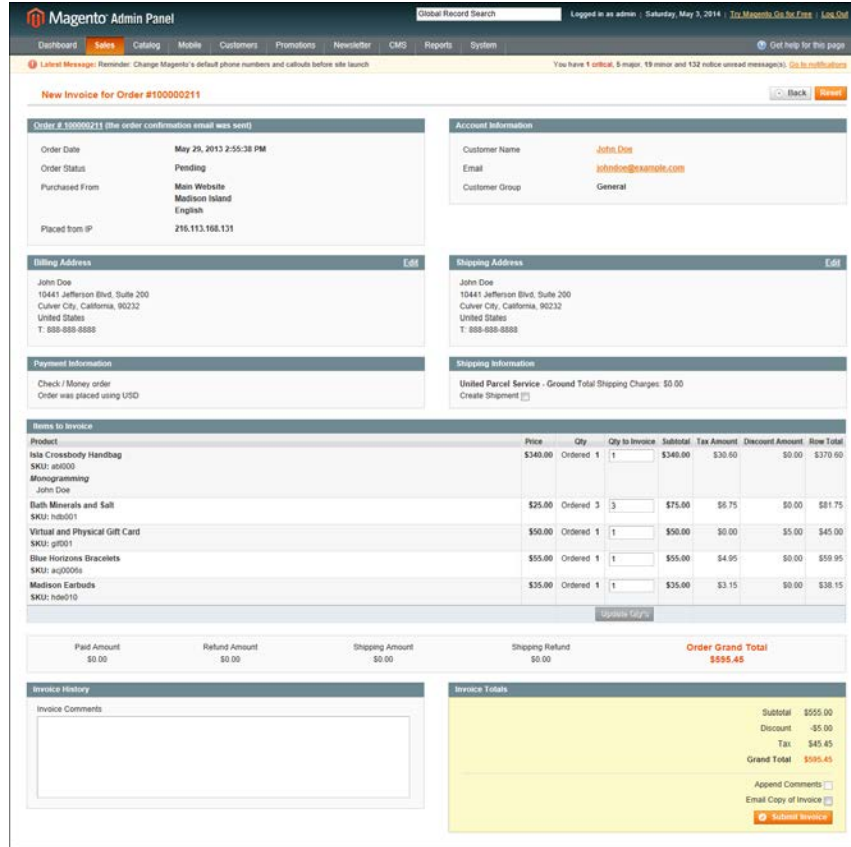 Magento Admin Panel
Global Record Search
Logged in as admin | Saturday, May 3, 2014 | Try Magento Go for Free | Log Out
Dashboard Sales Catalog Mobile Customers Promotions Newsletter CMS Reports System
Get help for this page
Latest Message: Reminder: Change Magento's default phone numbers and callouts before site launch
You have 1 critical, 5 major, 19 minor and 132 notice unread message(s). Go to notifications
New Invoice for Order #100000211
Back Reset
Order # 100000211 (the order confirmation email was sent)
Order Date May 29, 2013 2:55:38 PM
Order Status Pending
Purchased From Main Website
Madison Island
English
Placed from IP 216.113.168.131
Account Information
Customer Name John Doe
Email johndoe@example.com
Customer Group General
Billing Address Edit
John Doe
10441 Jefferson Blvd, Suite 200
Culver City, California, 90232
United States
T: 888-888-8888
Shipping Address Edit
John Doe
10441 Jefferson Blvd, Suite 200
Culver City, California, 90232
United States
T: 888-888-8888
Payment Information
Check / Money order
Order was placed using USD
Shipping Information
United Parcel Service - Ground Total Shipping Charges: $0.00
Create Shipment
Items to Invoice
Product Price Qty Qty to Invoice Subtotal Tax Amount Discount Amount Row Total
Isla Crossbody Handbag $340.00 Ordered 1 1 $340.00 $30.60 $0.00 $370.60
SKU: abl000
Monogramming
John Doe
Bath Minerals and Salt $25.00 Ordered 3 3 $75.00 $6.75 $0.00 $81.75
SKU: hdb001
Virtual and Physical Gift Card $50.00 Ordered 1 1 $50.00 $0.00 $5.00 $45.00
SKU: gif001
Blue Horizons Bracelets $55.00 Ordered 1 1 $55.00 $4.95 $0.00 $59.95
SKU: acj0006s
Madison Earbuds $35.00 Ordered 1 1 $35.00 $3.15 $0.00 $38.15
SKU: hde010
Update Qty's
Paid Amount Refund Amount Shipping Amount Shipping Refund Order Grand Total
$0.00 $0.00 $0.00 $0.00 $595.45
Invoice History
Invoice Comments
Invoice Totals
Subtotal $555.00
Discount -$5.00
Tax $45.45
Grand Total $595.45
Append Comments
Email Copy of Invoice
Submit Invoice